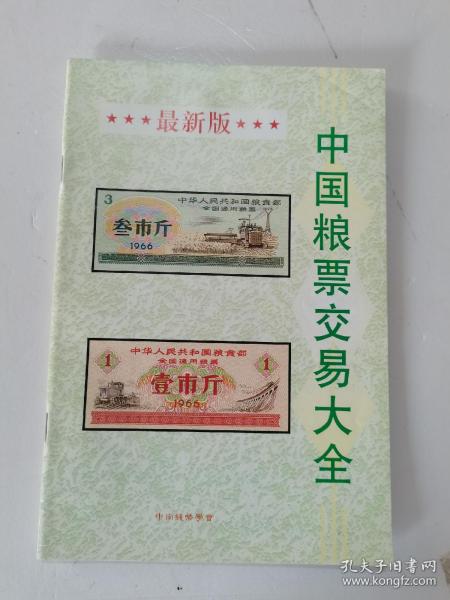 ★★★最新版★★★
中国粮票交易大全
3
中华人民共和国粮食部
全国通用粮票
叁市斤
1966
中华人民共和国粮食部
全国通用粮票
1
壹市斤
1
1966
孔夫子旧书网
www.kongfz.com